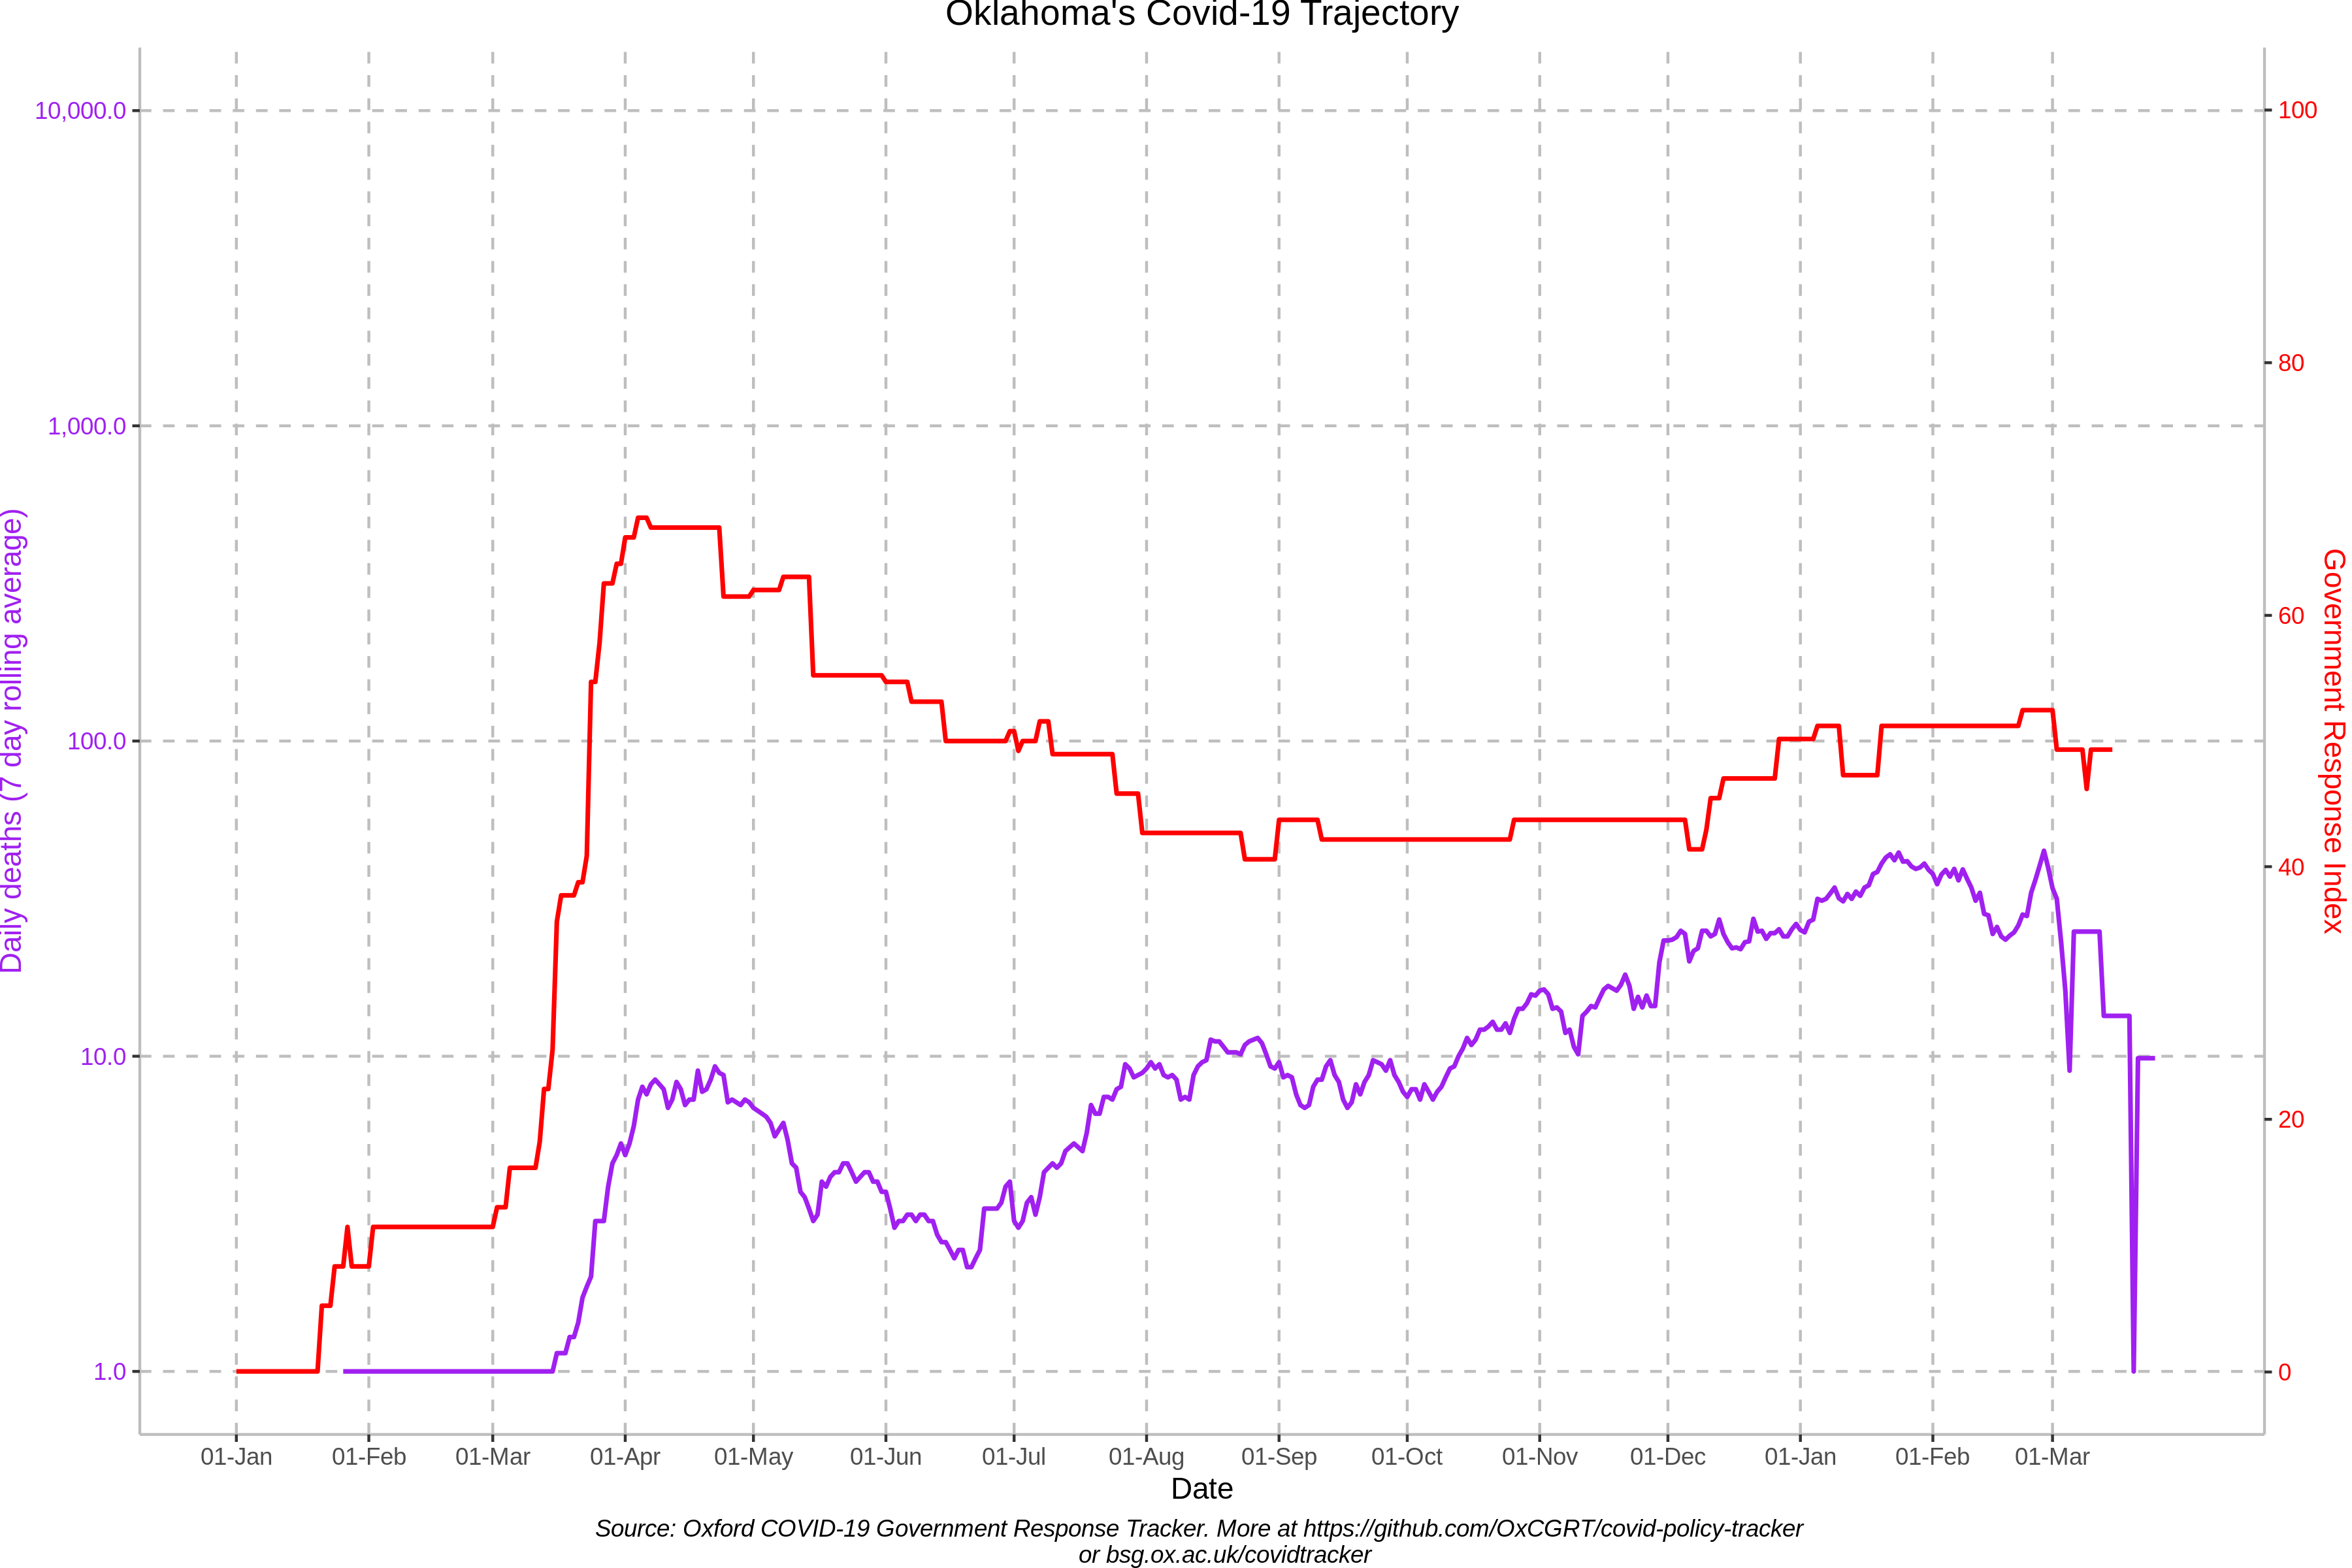 Oklahoma's Covid-19 Trajectory
10,000.0
1,000.0
100.0
10.0
1.0
Daily deaths (7 day rolling average)
100
80
60
40
20
0
Government Response Index
01-Jan
01-Feb
01-Mar
01-Apr
01-May
01-Jun
01-Jul
01-Aug
01-Sep
01-Oct
01-Nov
01-Dec
01-Jan
01-Feb
01-Mar
Date
Source: Oxford COVID-19 Government Response Tracker. More at https://github.com/OxCGRT/covid-policy-tracker
or bsg.ox.ac.uk/covidtracker